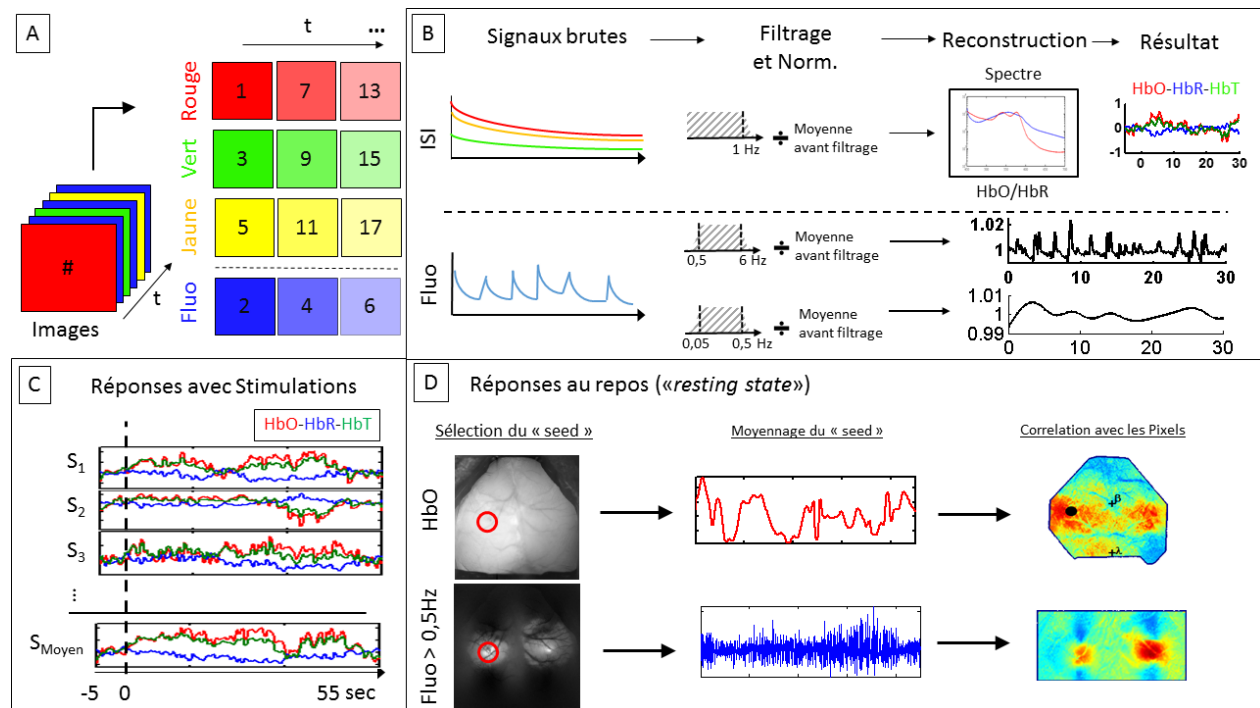 A
t
...
Rouge
1
7
13
Vert
3
9
15
Jaune
5
11
17
Fluo
2
4
6
#
t
Images
B
Signaux brutes
Filtrage
et Norm.
Reconstruction
Résultat
ISI
1 Hz
÷
Moyenne
avant filtrage
Spectre
HbO/HbR
HbO-HbR-HbT
1
0
-1
0
10
20
30
Fluo
0,5
6 Hz
÷
Moyenne
avant filtrage
1.02
1
0
10
20
30
0,05
0,5 Hz
÷
Moyenne
avant filtrage
1.01
1
0.99
0
10
20
30
C
Réponses avec Stimulations
HbO-HbR-HbT
S1
S2
S3
...
SMoyen
-5
0
55 sec
D
Réponses au repos («resting state»)
Sélection du « seed »
Moyennage du « seed »
Correlation avec les Pixels
HbO
β
λ
Fluo > 0,5Hz